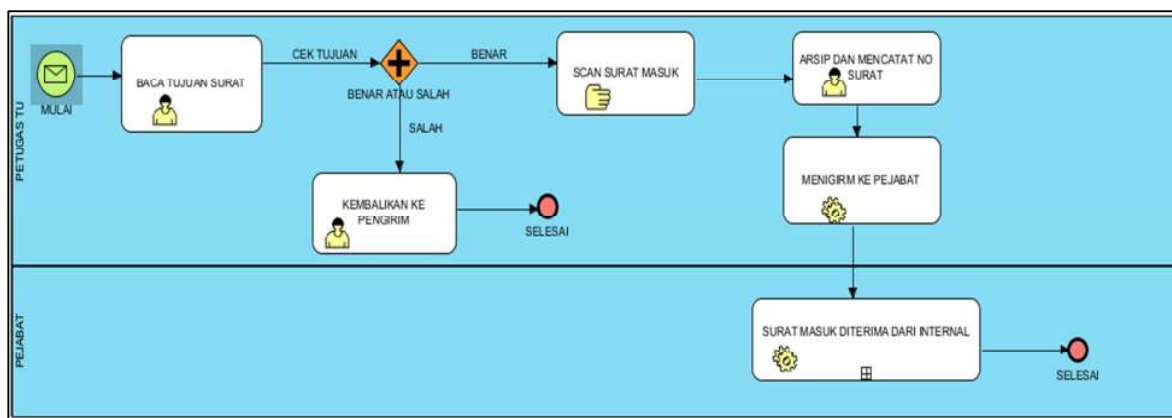 PETUGAS TU
MULAI
BACA TUJUAN SURAT
CEK TUJUAN
BENAR ATAU SALAH
BENAR
SALAH
SCAN SURAT MASUK
ARSIP DAN MENCATAT NO
SURAT
KEMBALIKAN KE
PENGIRIM
SELESAI
MENIGIRM KE PEJABAT
PEJABAT
SURAT MASUK DITERIMA DARI INTERNAL
SELESAI